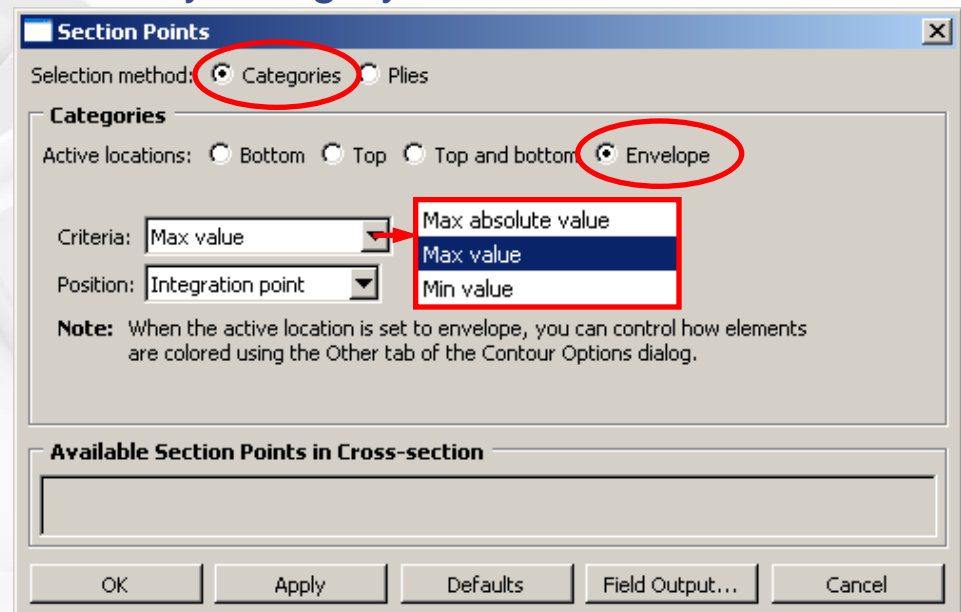 Section Points
Selection method: Categories Plies
Categories
Active locations: Bottom Top Top and bottom Envelope
Criteria: Max value
Max absolute value
Max value
Min value
Position: Integration point
Note: When the active location is set to envelope, you can control how elements
are colored using the Other tab of the Contour Options dialog.
Available Section Points in Cross-section
OK Apply Defaults Field Output... Cancel